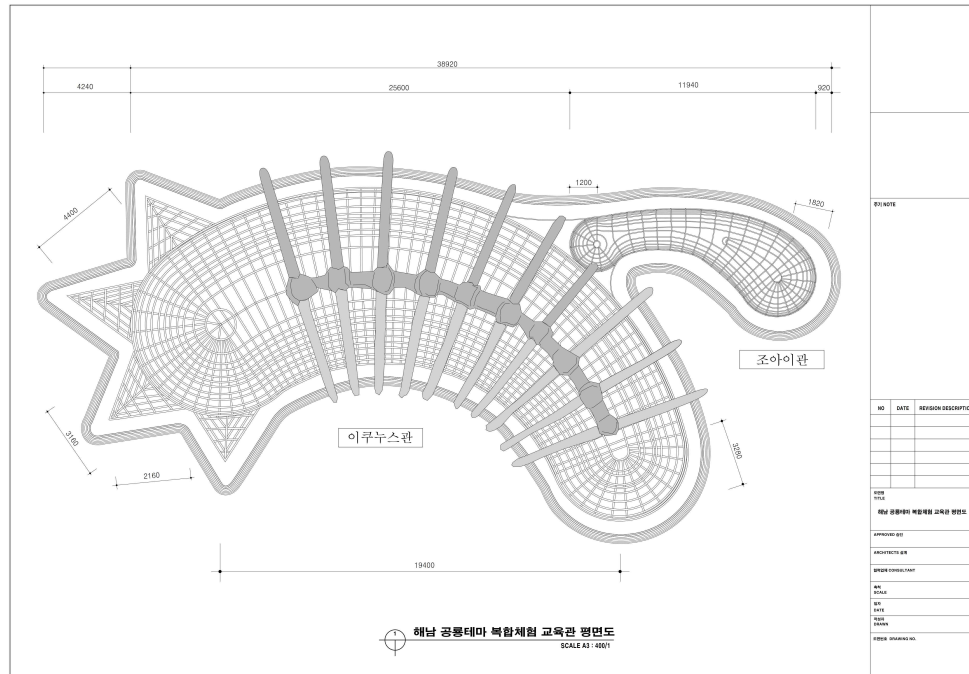 38920
4240
25600
11940
920
1200
1820
4400
조아이관
이쿠누스관
3160
2160
3280
19400
1
해남 공룡테마 복합체험 교육관 평면도
SCALE A3 : 400/1
주기 NOTE
NO DATE REVISION DESCRIPTIO
도면명
TITLE
해남 공룡테마 복합체험 교육관 평면도
APPROVED 승인
ARCHITECTS 설계
협력업체 CONSULTANT
축척
SCALE
일자
DATE
작성자
DRAWN
도면번호 DRAWING NO.